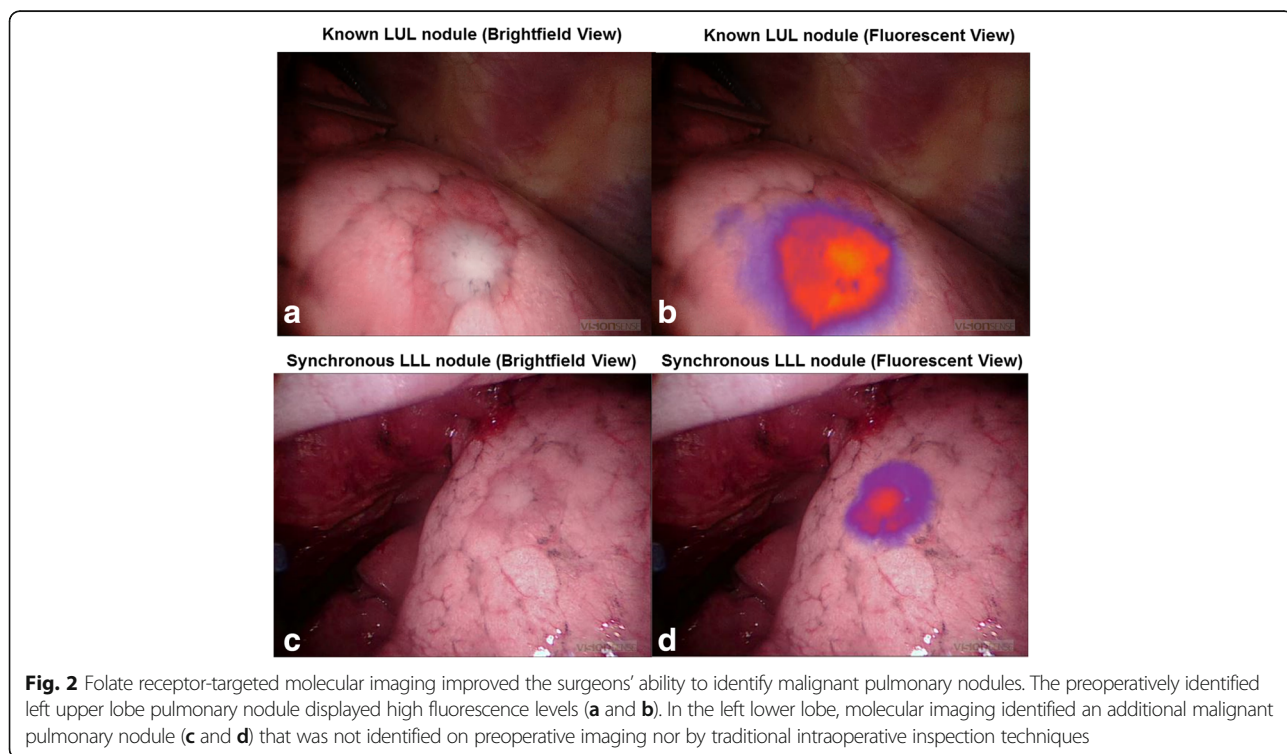 Known LUL nodule (Brightfield View)
Known LUL nodule (Fluorescent View)
a
VISIONSENSE
b
VISIONSENSE
Synchronous LLL nodule (Brightfield View)
Synchronous LLL nodule (Fluorescent View)
c
VISIONSENSE
d
VISIONSENSE
Fig. 2 Folate receptor-targeted molecular imaging improved the surgeons’ ability to identify malignant pulmonary nodules. The preoperatively identified
left upper lobe pulmonary nodule displayed high fluorescence levels (a and b). In the left lower lobe, molecular imaging identified an additional malignant
pulmonary nodule (c and d) that was not identified on preoperative imaging nor by traditional intraoperative inspection techniques